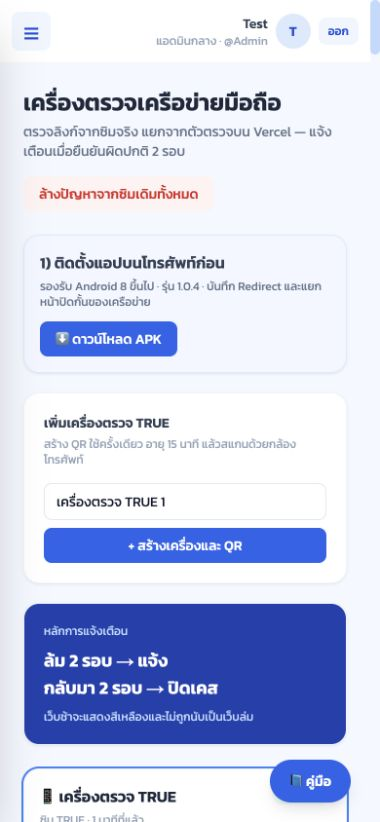 Test
แอดมินกลาง · @Admin
T
ออก
เครื่องตรวจเครือข่ายมือถือ
ตรวจลิงก์จากซิมจริง แยกจากตัวตรวจบน Vercel — แจ้ง
เตือนเมื่อยืนยันผิดปกติ 2 รอบ
ล้างปัญหาจากซิมเดิมทั้งหมด
1) ติดตั้งแอปบนโทรศัพท์ก่อน
รองรับ Android 8 ขึ้นไป · รุ่น 1.0.4 · บันทึก Redirect และแยก
หน้าปิดกั้นของเครือข่าย
ดาวน์โหลด APK
เพิ่มเครื่องตรวจ TRUE
สร้าง QR ใช้ครั้งเดียว อายุ 15 นาที แล้วสแกนด้วยกล้อง
โทรศัพท์
เครื่องตรวจ TRUE 1
+ สร้างเครื่องและ QR
หลักการแจ้งเตือน
ล้ม 2 รอบ → แจ้ง
กลับมา 2 รอบ → ปิดเคส
เว็บช้าจะแสดงสีเหลืองและไม่ถูกนับเป็นเว็บล่ม
คู่มือ
เครื่องตรวจ TRUE
ซิม TRUE · 1 นาทีที่แล้ว